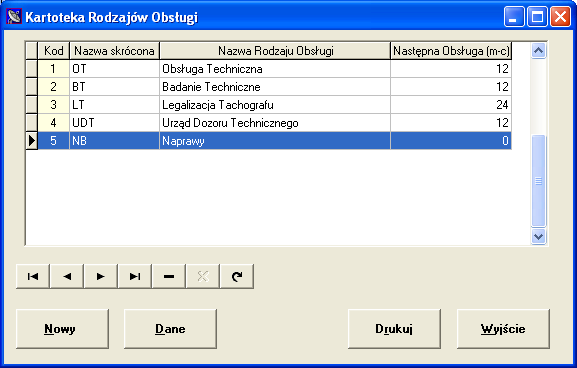 Kartoteka Rodzajów Obsługi
Kod Nazwa skrócona Nazwa Rodzaju Obsługi Następna Obsługa (m-c)
1 OT Obsługa Techniczna 12
2 BT Badanie Techniczne 12
3 LT Legalizacja Tachografu 24
4 UDT Urząd Dozoru Technicznego 12
5 NB Naprawy 0
Nowy Dane Drukuj Wyjście